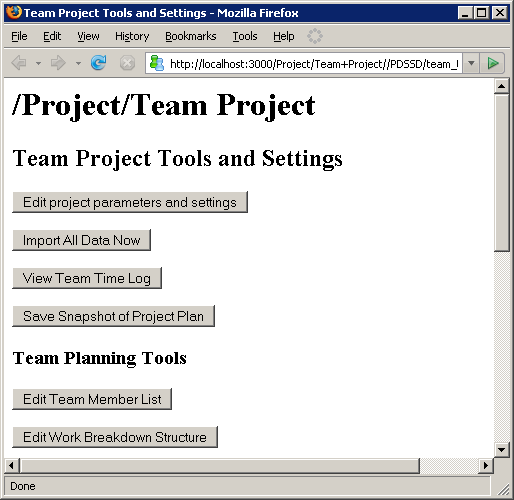 Team Project Tools and Settings - Mozilla Firefox
File Edit View History Bookmarks Tools Help
http://localhost:3000/Project/Team+Project//PDSSD/team_
/Project/Team Project
Team Project Tools and Settings
Edit project parameters and settings
Import All Data Now
View Team Time Log
Save Snapshot of Project Plan
Team Planning Tools
Edit Team Member List
Edit Work Breakdown Structure
Done